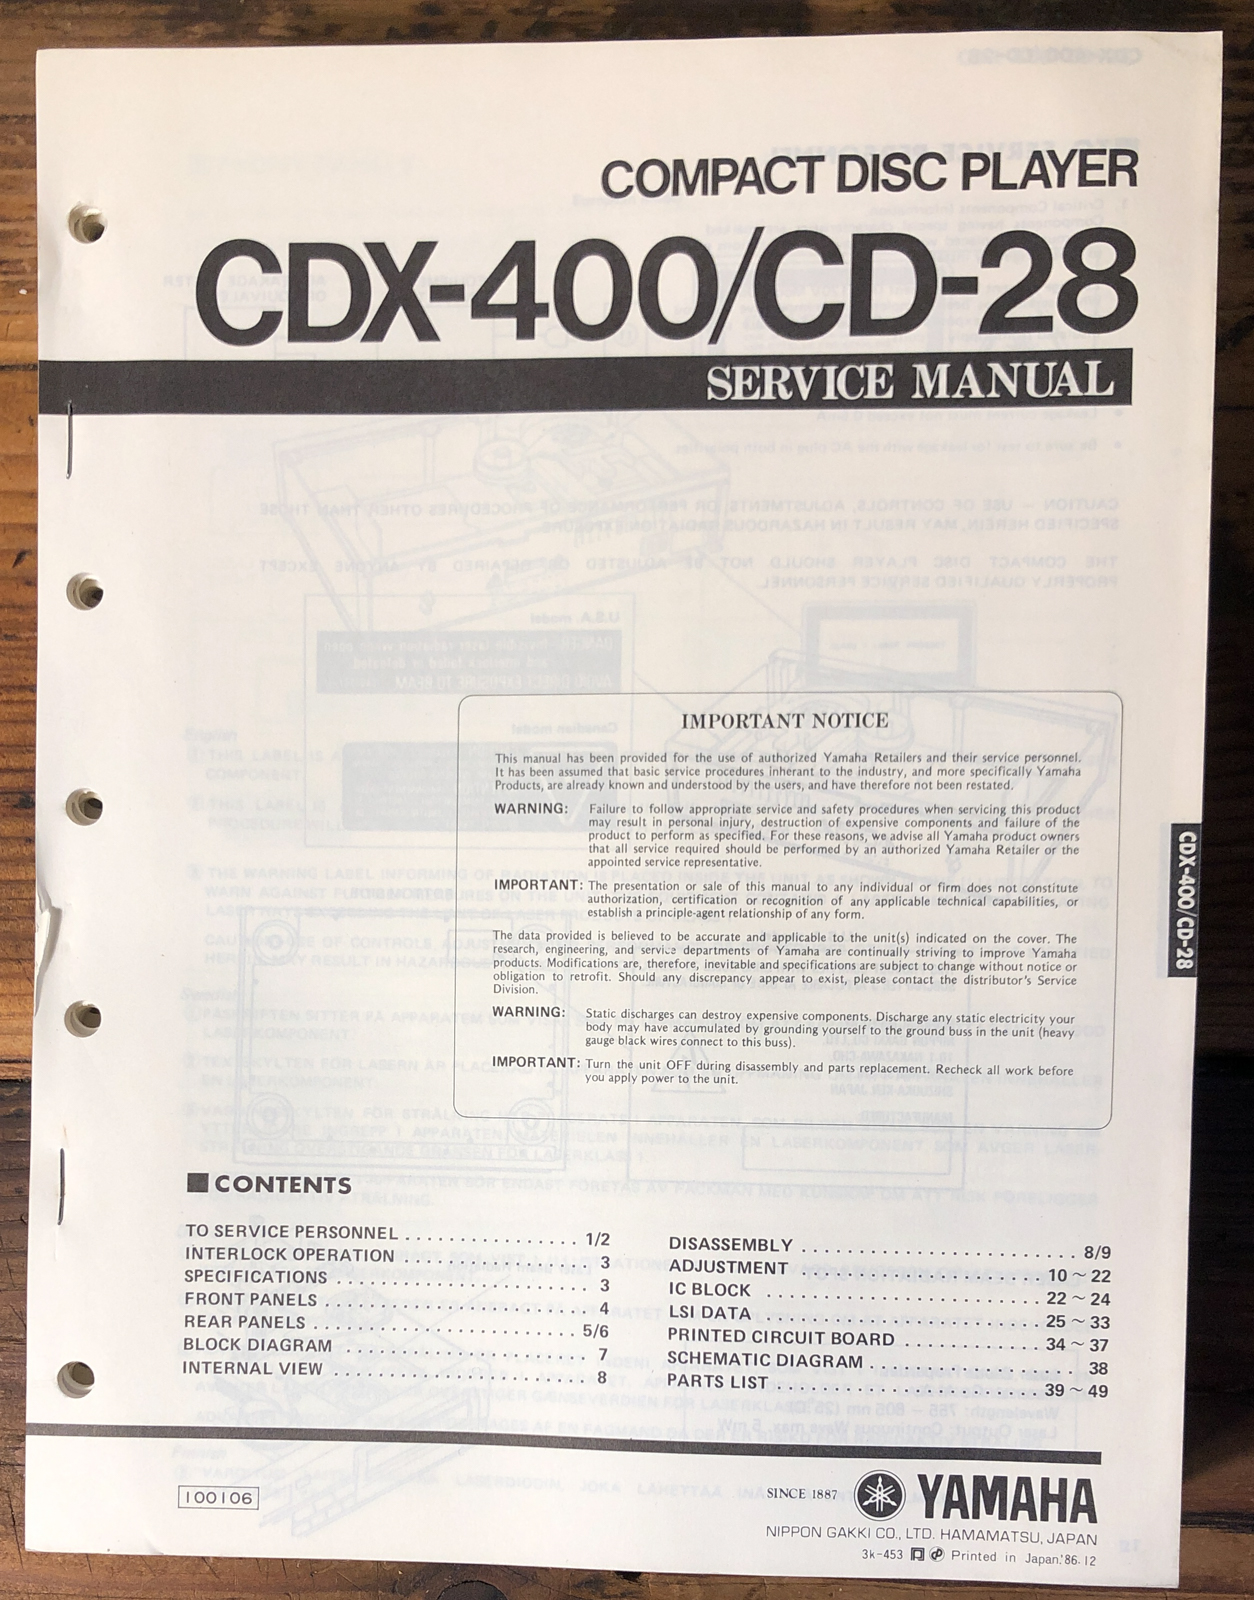 COMPACT DISC PLAYER
CDX-400/CD-28
SERVICE MANUAL
IMPORTANT NOTICE
This manual has been provided for the use of authorized Yamaha Retailers and their service personnel.
It has been assumed that basic service procedures inherant to the industry, and more specifically Yamaha
Products, are already known and understood by the users, and have therefore not been restated.
WARNING: Failure to follow appropriate service and safety procedures when servicing this product
may result in personal injury, destruction of expensive components and failure of the
product to perform as specified. For these reasons, we advise all Yamaha product owners
that all service required should be performed by an authorized Yamaha Retailer or the
appointed service representative.
IMPORTANT: The presentation or sale of this manual to any individual or firm does not constitute
authorization, certification or recognition of any applicable technical capabilities, or
establish a principle-agent relationship of any form.
The data provided is believed to be accurate and applicable to the unit(s) indicated on the cover. The
research, engineering, and service departments of Yamaha are continually striving to improve Yamaha
products. Modifications are, therefore, inevitable and specifications are subject to change without notice or
obligation to retrofit. Should any discrepancy appear to exist, please contact the distributor's Service
Division.
WARNING: Static discharges can destroy expensive components. Discharge any static electricity your
body may have accumulated by grounding yourself to the ground buss in the unit (heavy
gauge black wires connect to this buss).
IMPORTANT: Turn the unit OFF during disassembly and parts replacement. Recheck all work before
you apply power to the unit.
CDX-400/CD-28
■CONTENTS
TO SERVICE PERSONNEL ................ 1/2
INTERLOCK OPERATION ................ 3
SPECIFICATIONS ................ 3
FRONT PANELS ................ 4
REAR PANELS ................ 5/6
BLOCK DIAGRAM ................ 7
INTERNAL VIEW ................ 8
DISASSEMBLY ................ 8/9
ADJUSTMENT ................ 10 ~ 22
IC BLOCK ................ 22 ~ 24
LSI DATA ................ 25 ~ 33
PRINTED CIRCUIT BOARD ................ 34 ~ 37
SCHEMATIC DIAGRAM ................ 38
PARTS LIST ................ 39 ~ 49
100106
SINCE 1887 YAMAHA
NIPPON GAKKI CO., LTD. HAMAMATSU, JAPAN
3k-453 Printed in Japan.'86.12